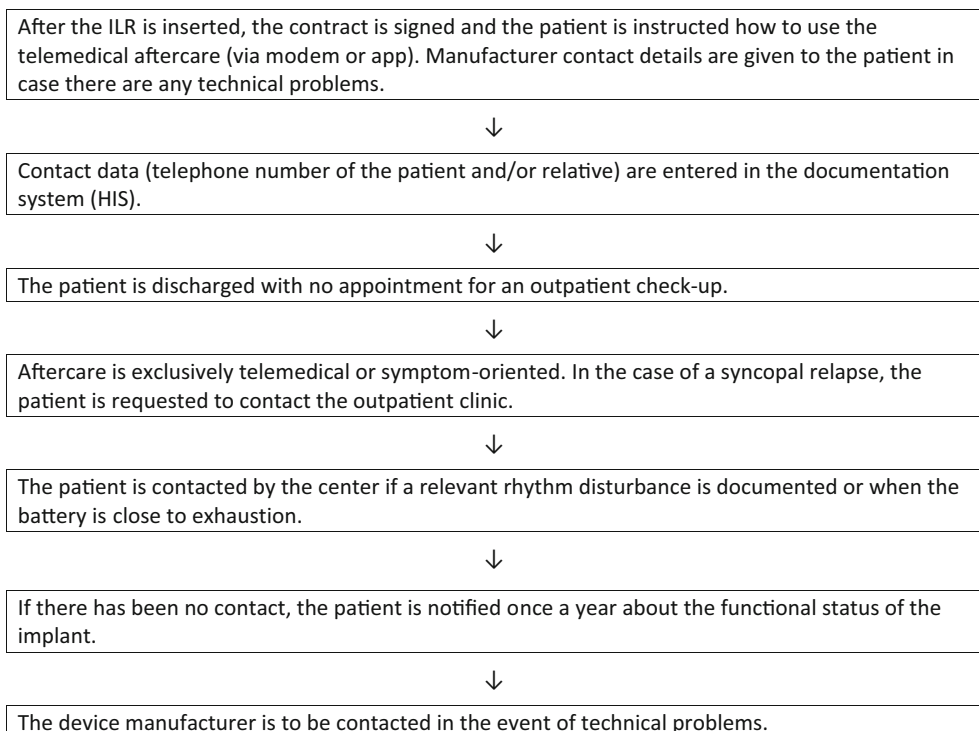 After the ILR is inserted, the contract is signed and the patient is instructed how to use the
telemedical aftercare (via modem or app). Manufacturer contact details are given to the patient in
case there are any technical problems.
↓
Contact data (telephone number of the patient and/or relative) are entered in the documentation
system (HIS).
↓
The patient is discharged with no appointment for an outpatient check-up.
↓
Aftercare is exclusively telemedical or symptom-oriented. In the case of a syncopal relapse, the
patient is requested to contact the outpatient clinic.
↓
The patient is contacted by the center if a relevant rhythm disturbance is documented or when the
battery is close to exhaustion.
↓
If there has been no contact, the patient is notified once a year about the functional status of the
implant.
↓
The device manufacturer is to be contacted in the event of technical problems.